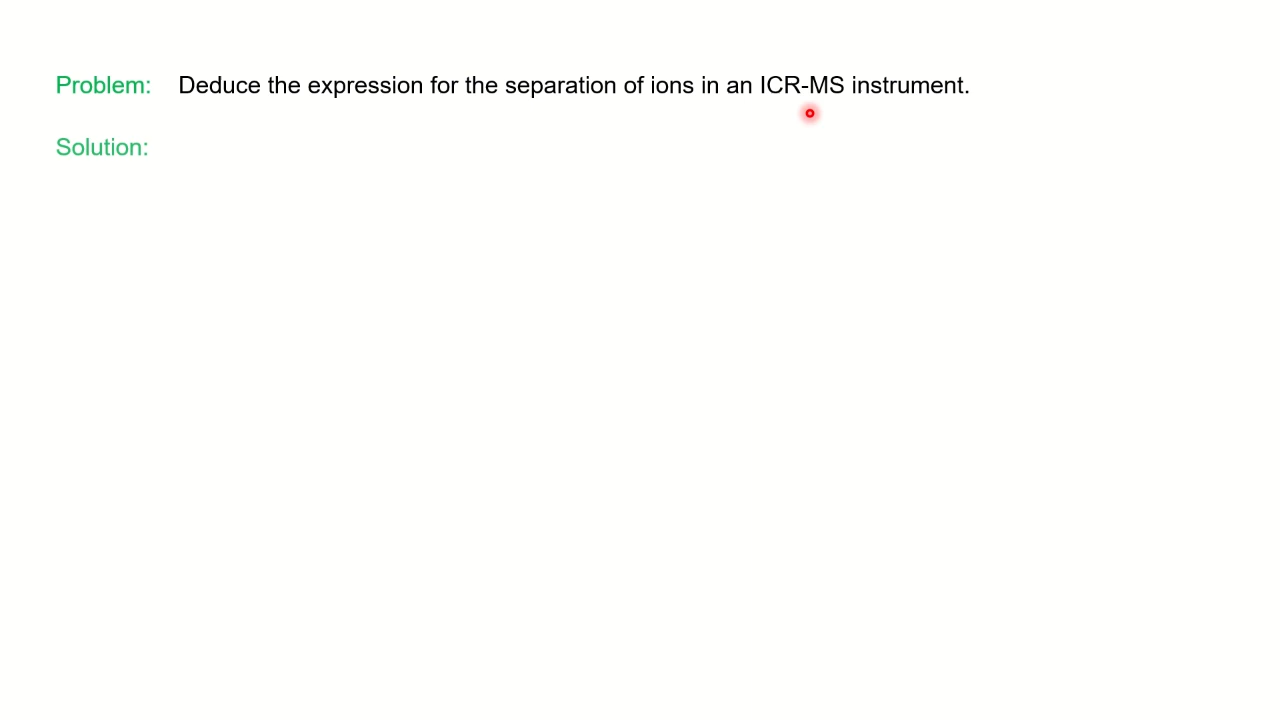 Problem: Deduce the expression for the separation of ions in an ICR-MS instrument.
Solution: